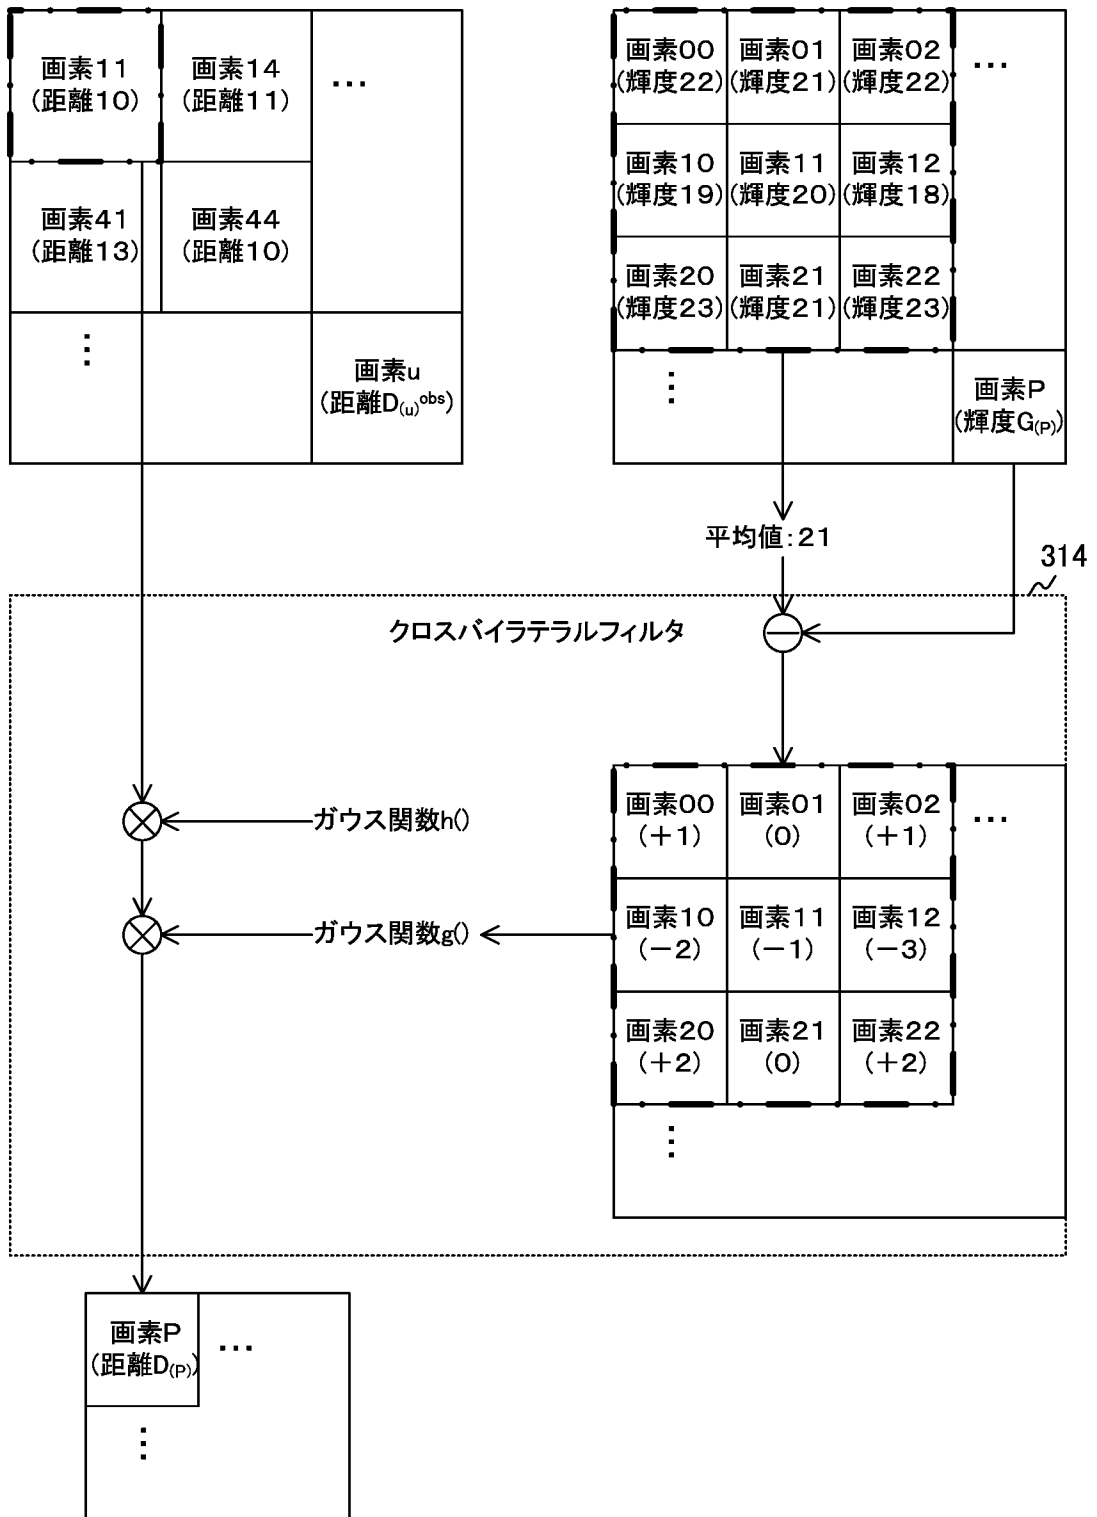 画素11
(距離10)
画素14
(距離11)
…
画素41
(距離13)
画素44
(距離10)
⋮
画素u
(距離D(u)obs)
画素00
(輝度22)
画素01
(輝度21)
画素02
(輝度22)
…
画素10
(輝度19)
画素11
(輝度20)
画素12
(輝度18)
画素20
(輝度23)
画素21
(輝度21)
画素22
(輝度23)
⋮
画素P
(輝度G(P))
平均値:21
314
クロスバイラテラルフィルタ
ガウス関数h()
ガウス関数g()
画素00
(+1)
画素01
(0)
画素02
(+1)
…
画素10
(-2)
画素11
(-1)
画素12
(-3)
画素20
(+2)
画素21
(0)
画素22
(+2)
⋮
画素P
(距離D(P))
…
⋮